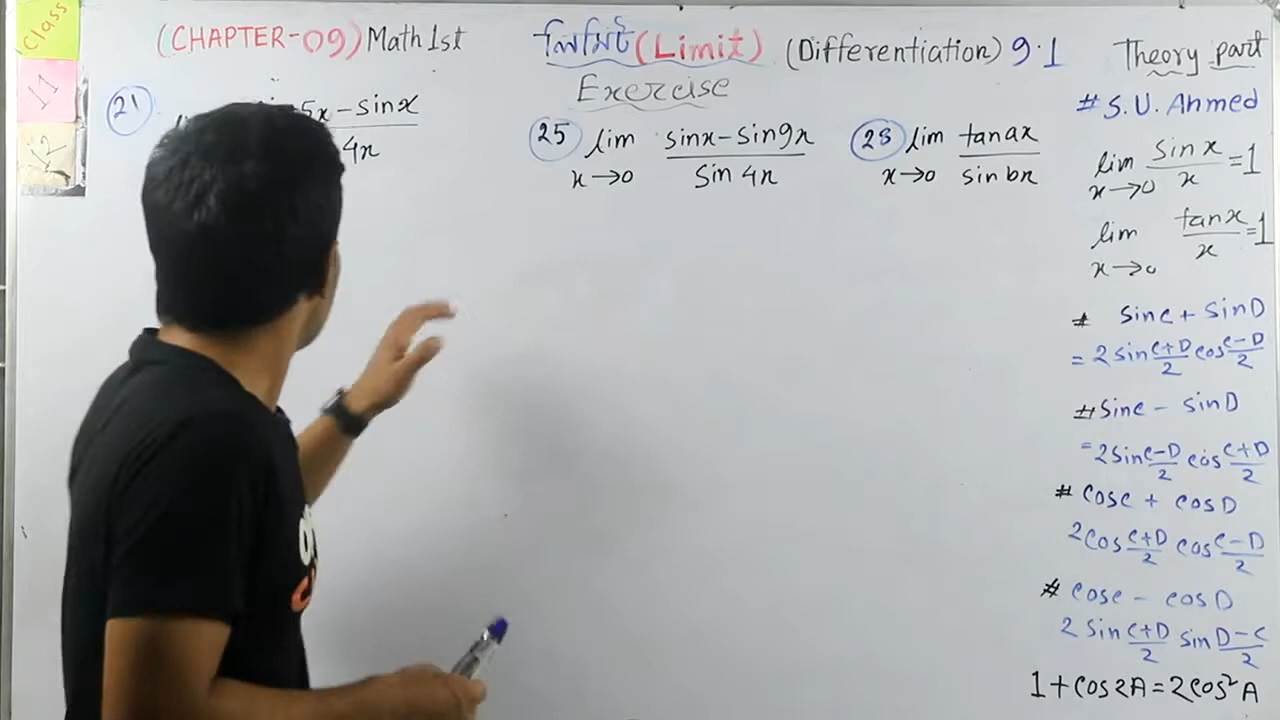 Class
11
12
(CHAPTER-09) Math 1st
লিমিট (Limit) (Differentiation) 9.1
Theory part
Exercise
# S. U. Ahmed
21
5x - sinx
4x
25 lim x→0 sinx - sin9x / sin 4x
28 lim x→0 tanax / sinbx
lim x→0 sinx / x = 1
lim x→0 tanx / x = 1
# sinC + sinD
= 2 sin C+D/2 cos C-D/2
# sinC - sinD
= 2 sin C-D/2 cos C+D/2
# cosC + cosD
2 cos C+D/2 cos C-D/2
# cosC - cosD
2 sin C+D/2 sin D-C/2
1 + cos2A = 2cos²A